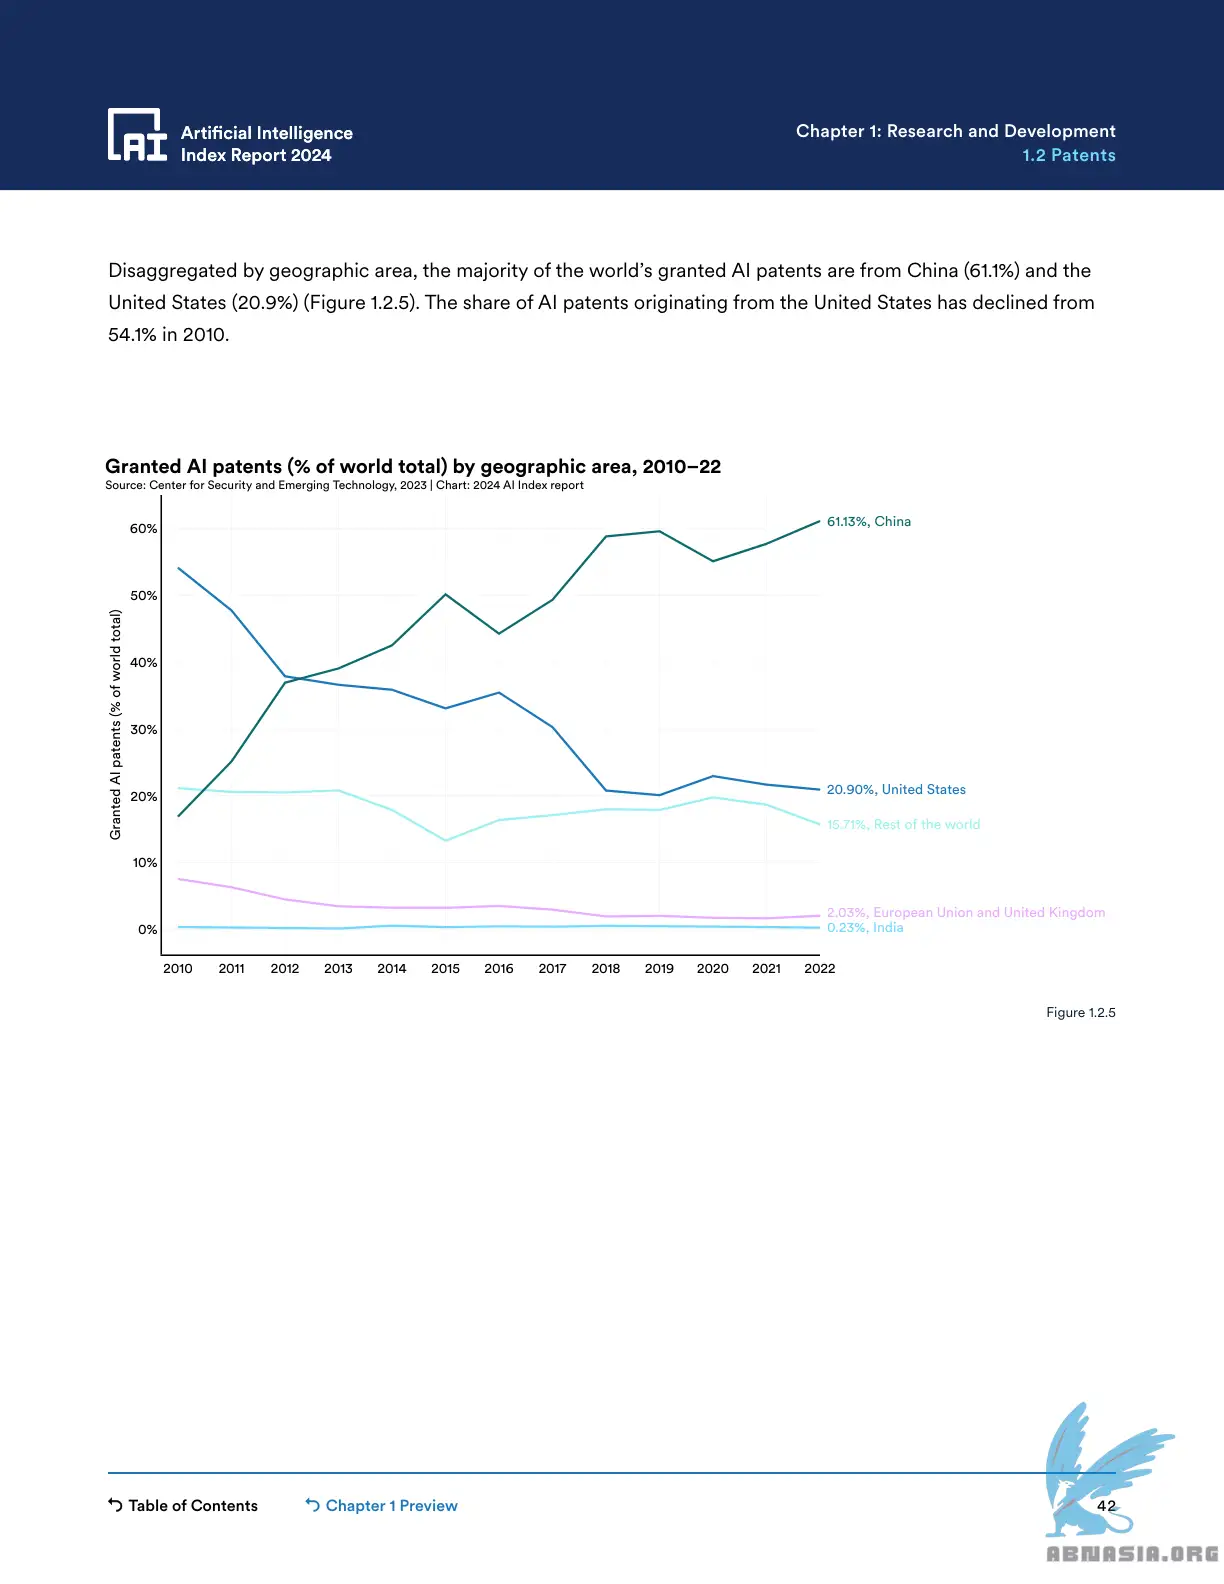 Artificial Intelligence
Index Report 2024
Chapter 1: Research and Development
1.2 Patents
Disaggregated by geographic area, the majority of the world’s granted AI patents are from China (61.1%) and the
United States (20.9%) (Figure 1.2.5). The share of AI patents originating from the United States has declined from
54.1% in 2010.
Granted AI patents (% of world total) by geographic area, 2010–22
Source: Center for Security and Emerging Technology, 2023 | Chart: 2024 AI Index report
Granted AI patents (% of world total)
60%
50%
40%
30%
20%
10%
0%
61.13%, China
20.90%, United States
15.71%, Rest of the world
2.03%, European Union and United Kingdom
0.23%, India
2010 2011 2012 2013 2014 2015 2016 2017 2018 2019 2020 2021 2022
Figure 1.2.5
Table of Contents
Chapter 1 Preview
42
ABNASIA.ORG